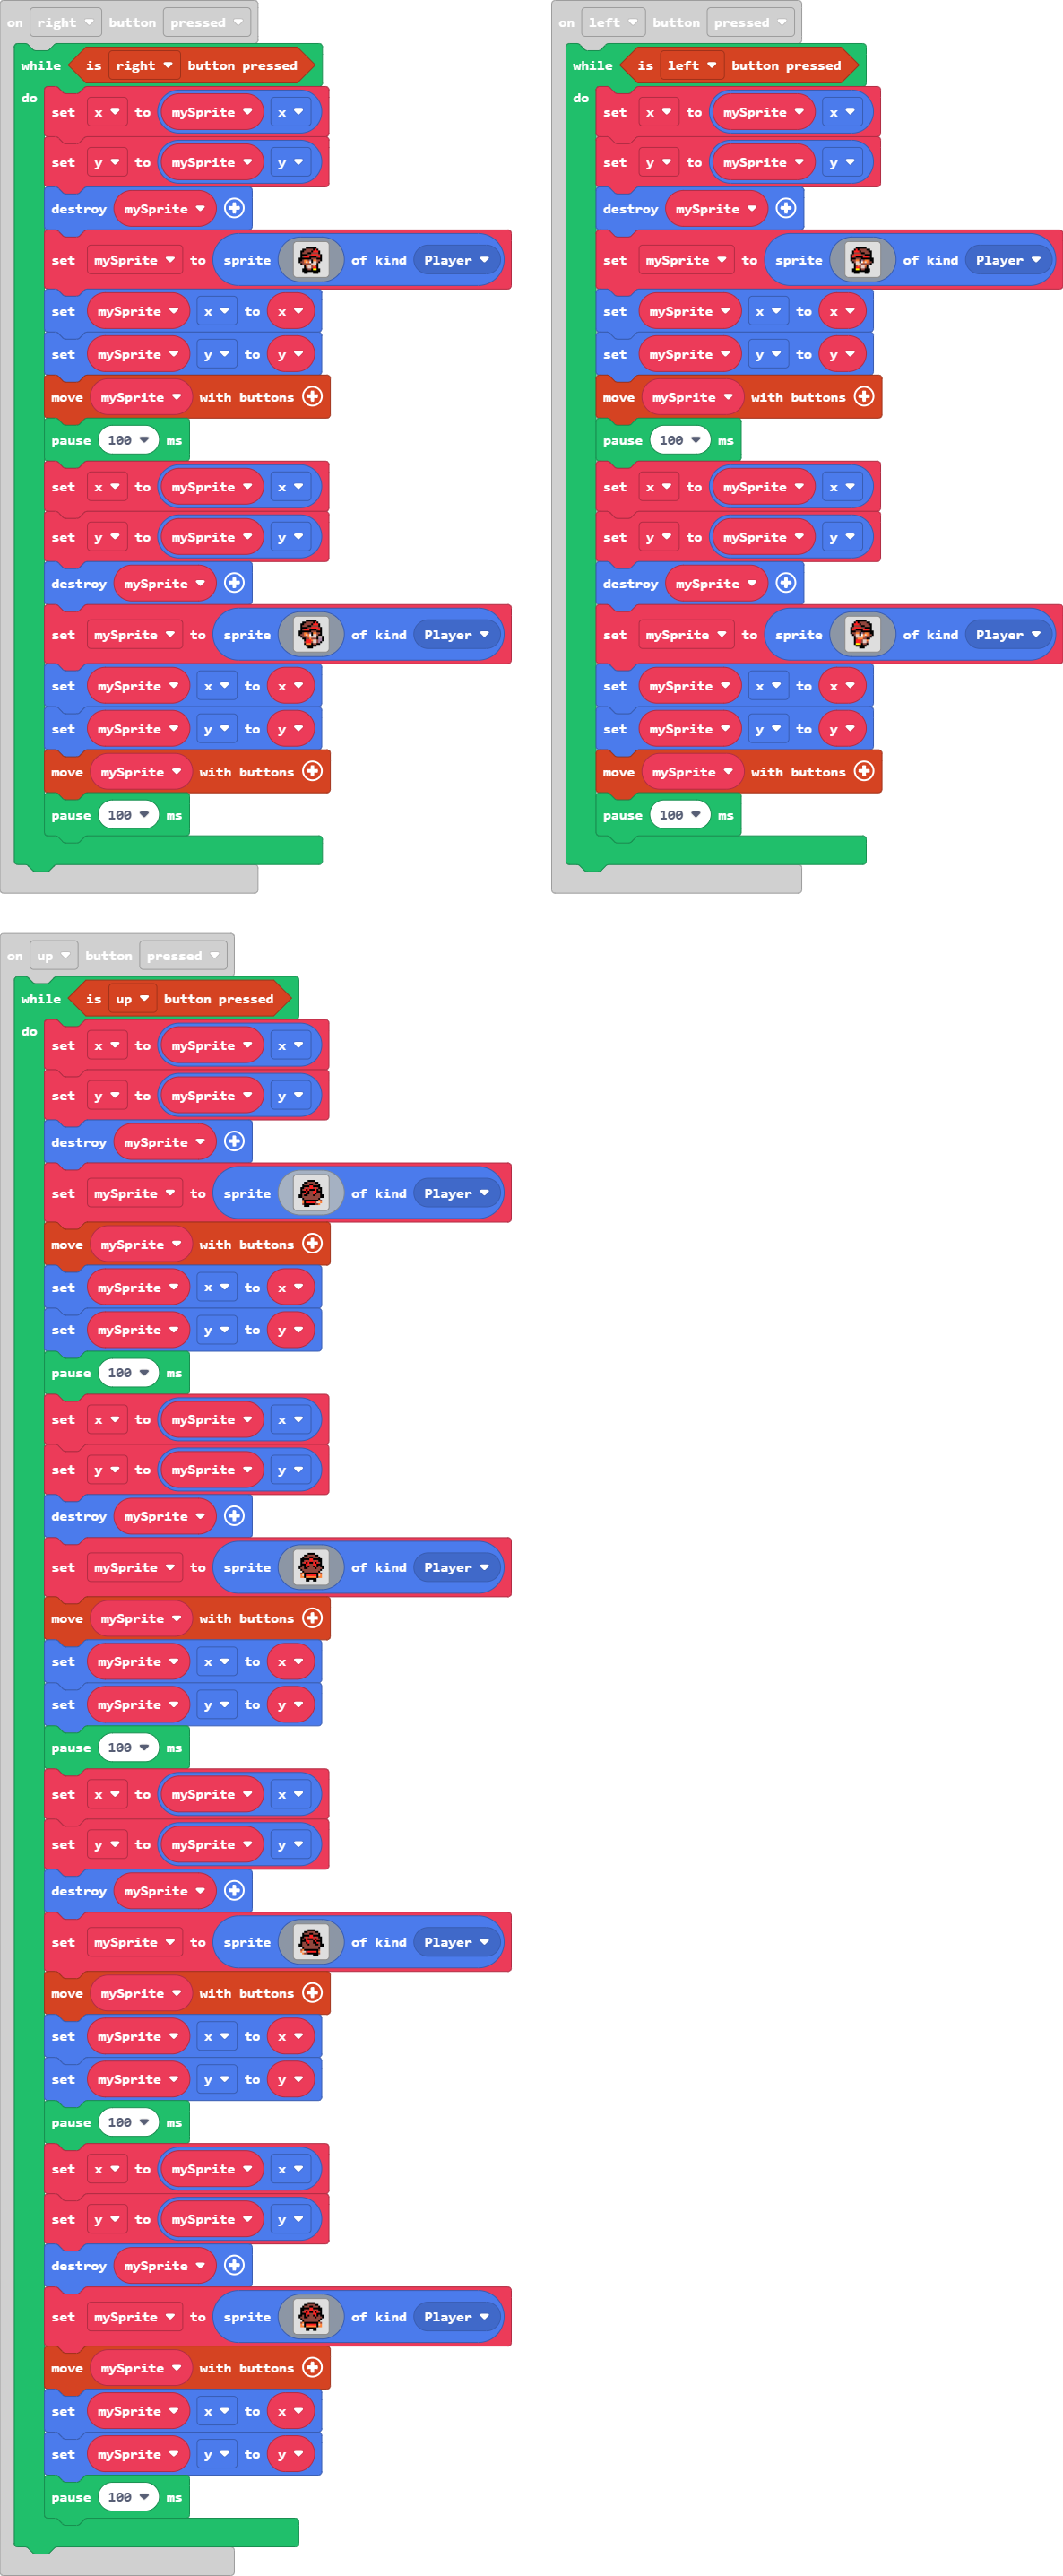 on right button pressed
while is right button pressed
do
set x to mySprite x
set y to mySprite y
destroy mySprite
set mySprite to sprite of kind Player
set mySprite x to x
set mySprite y to y
move mySprite with buttons
pause 100 ms
set x to mySprite x
set y to mySprite y
destroy mySprite
set mySprite to sprite of kind Player
set mySprite x to x
set mySprite y to y
move mySprite with buttons
pause 100 ms
on left button pressed
while is left button pressed
do
set x to mySprite x
set y to mySprite y
destroy mySprite
set mySprite to sprite of kind Player
set mySprite x to x
set mySprite y to y
move mySprite with buttons
pause 100 ms
set x to mySprite x
set y to mySprite y
destroy mySprite
set mySprite to sprite of kind Player
set mySprite x to x
set mySprite y to y
move mySprite with buttons
pause 100 ms
on up button pressed
while is up button pressed
do
set x to mySprite x
set y to mySprite y
destroy mySprite
set mySprite to sprite of kind Player
move mySprite with buttons
set mySprite x to x
set mySprite y to y
pause 100 ms
set x to mySprite x
set y to mySprite y
destroy mySprite
set mySprite to sprite of kind Player
move mySprite with buttons
set mySprite x to x
set mySprite y to y
pause 100 ms
set x to mySprite x
set y to mySprite y
destroy mySprite
set mySprite to sprite of kind Player
move mySprite with buttons
set mySprite x to x
set mySprite y to y
pause 100 ms
set x to mySprite x
set y to mySprite y
destroy mySprite
set mySprite to sprite of kind Player
move mySprite with buttons
set mySprite x to x
set mySprite y to y
pause 100 ms